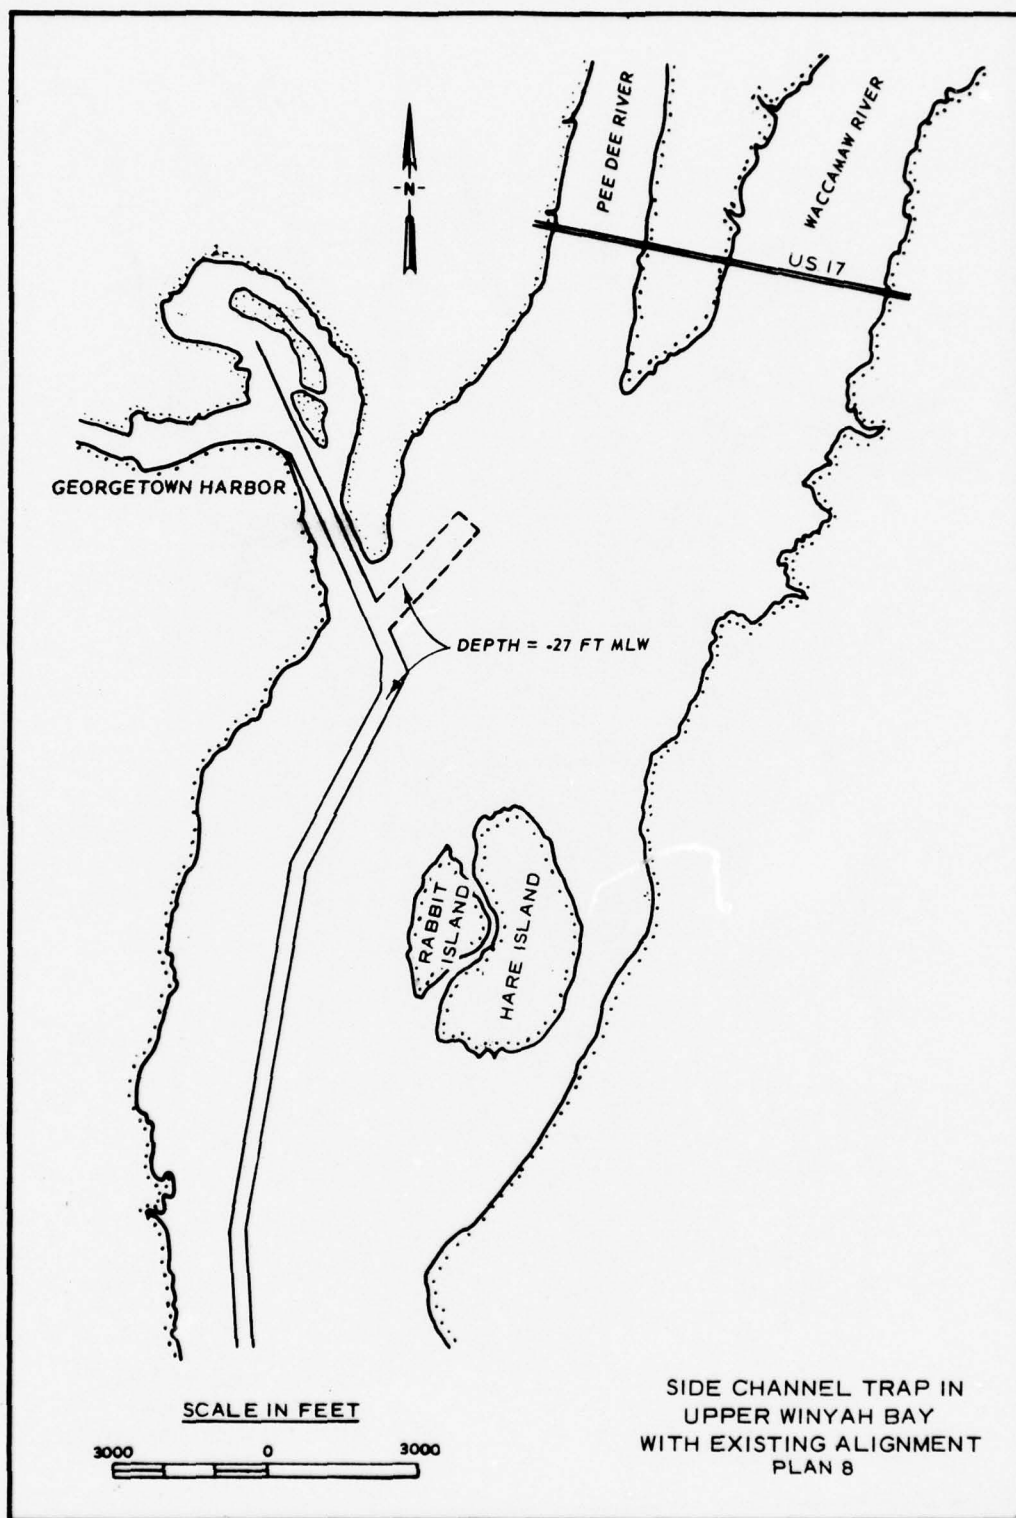 PEE DEE RIVER
WACCAMAW RIVER
-N-
US 17
GEORGETOWN HARBOR
DEPTH = -27 FT MLW
RABBIT
ISLAND
HARE ISLAND
SCALE IN FEET
3000 0 3000
SIDE CHANNEL TRAP IN
UPPER WINYAH BAY
WITH EXISTING ALIGNMENT
PLAN 8